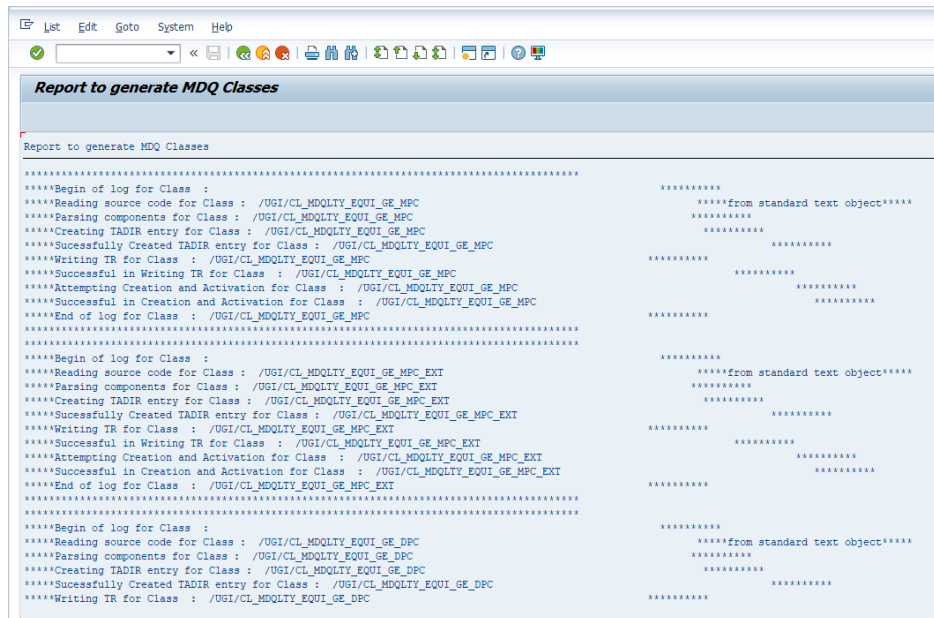 List Edit Goto System Help
Report to generate MDQ Classes
Report to generate MDQ Classes
******************************************************************************************
*****Begin of log for Class : **********
*****Reading source code for Class : /UGI/CL_MDQLTY_EQUI_GE_MPC *****from standard text object*****
*****Parsing components for Class : /UGI/CL_MDQLTY_EQUI_GE_MPC **********
*****Creating TADIR entry for Class : /UGI/CL_MDQLTY_EQUI_GE_MPC **********
*****Sucessfully Created TADIR entry for Class : /UGI/CL_MDQLTY_EQUI_GE_MPC **********
*****Writing TR for Class : /UGI/CL_MDQLTY_EQUI_GE_MPC **********
*****Successful in Writing TR for Class : /UGI/CL_MDQLTY_EQUI_GE_MPC **********
*****Attempting Creation and Activation for Class : /UGI/CL_MDQLTY_EQUI_GE_MPC **********
*****Successful in Creation and Activation for Class : /UGI/CL_MDQLTY_EQUI_GE_MPC **********
*****End of log for Class : /UGI/CL_MDQLTY_EQUI_GE_MPC **********
******************************************************************************************
******************************************************************************************
*****Begin of log for Class : **********
*****Reading source code for Class : /UGI/CL_MDQLTY_EQUI_GE_MPC_EXT *****from standard text object*****
*****Parsing components for Class : /UGI/CL_MDQLTY_EQUI_GE_MPC_EXT **********
*****Creating TADIR entry for Class : /UGI/CL_MDQLTY_EQUI_GE_MPC_EXT **********
*****Sucessfully Created TADIR entry for Class : /UGI/CL_MDQLTY_EQUI_GE_MPC_EXT **********
*****Writing TR for Class : /UGI/CL_MDQLTY_EQUI_GE_MPC_EXT **********
*****Successful in Writing TR for Class : /UGI/CL_MDQLTY_EQUI_GE_MPC_EXT **********
*****Attempting Creation and Activation for Class : /UGI/CL_MDQLTY_EQUI_GE_MPC_EXT **********
*****Successful in Creation and Activation for Class : /UGI/CL_MDQLTY_EQUI_GE_MPC_EXT **********
*****End of log for Class : /UGI/CL_MDQLTY_EQUI_GE_MPC_EXT **********
******************************************************************************************
******************************************************************************************
*****Begin of log for Class : **********
*****Reading source code for Class : /UGI/CL_MDQLTY_EQUI_GE_DPC *****from standard text object*****
*****Parsing components for Class : /UGI/CL_MDQLTY_EQUI_GE_DPC **********
*****Creating TADIR entry for Class : /UGI/CL_MDQLTY_EQUI_GE_DPC **********
*****Sucessfully Created TADIR entry for Class : /UGI/CL_MDQLTY_EQUI_GE_DPC **********
*****Writing TR for Class : /UGI/CL_MDQLTY_EQUI_GE_DPC **********